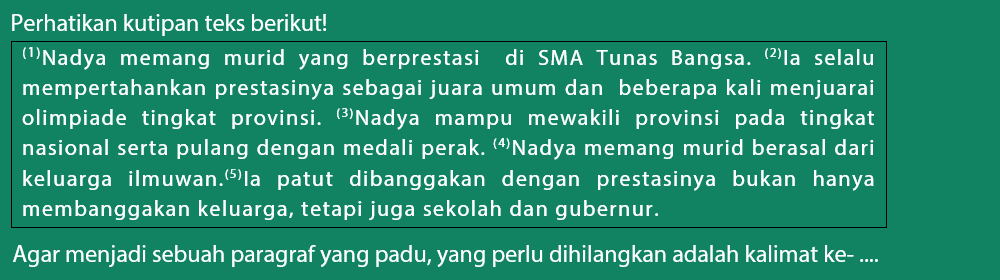 Perhatikan kutipan teks berikut!
(1)Nadya memang murid yang berprestasi di SMA Tunas Bangsa. (2)Ia selalu
mempertahankan prestasinya sebagai juara umum dan beberapa kali menjuarai
olimpiade tingkat provinsi. (3)Nadya mampu mewakili provinsi pada tingkat
nasional serta pulang dengan medali perak. (4)Nadya memang murid berasal dari
keluarga ilmuwan.(5)Ia patut dibanggakan dengan prestasinya bukan hanya
membanggakan keluarga, tetapi juga sekolah dan gubernur.
Agar menjadi sebuah paragraf yang padu, yang perlu dihilangkan adalah kalimat ke- ....